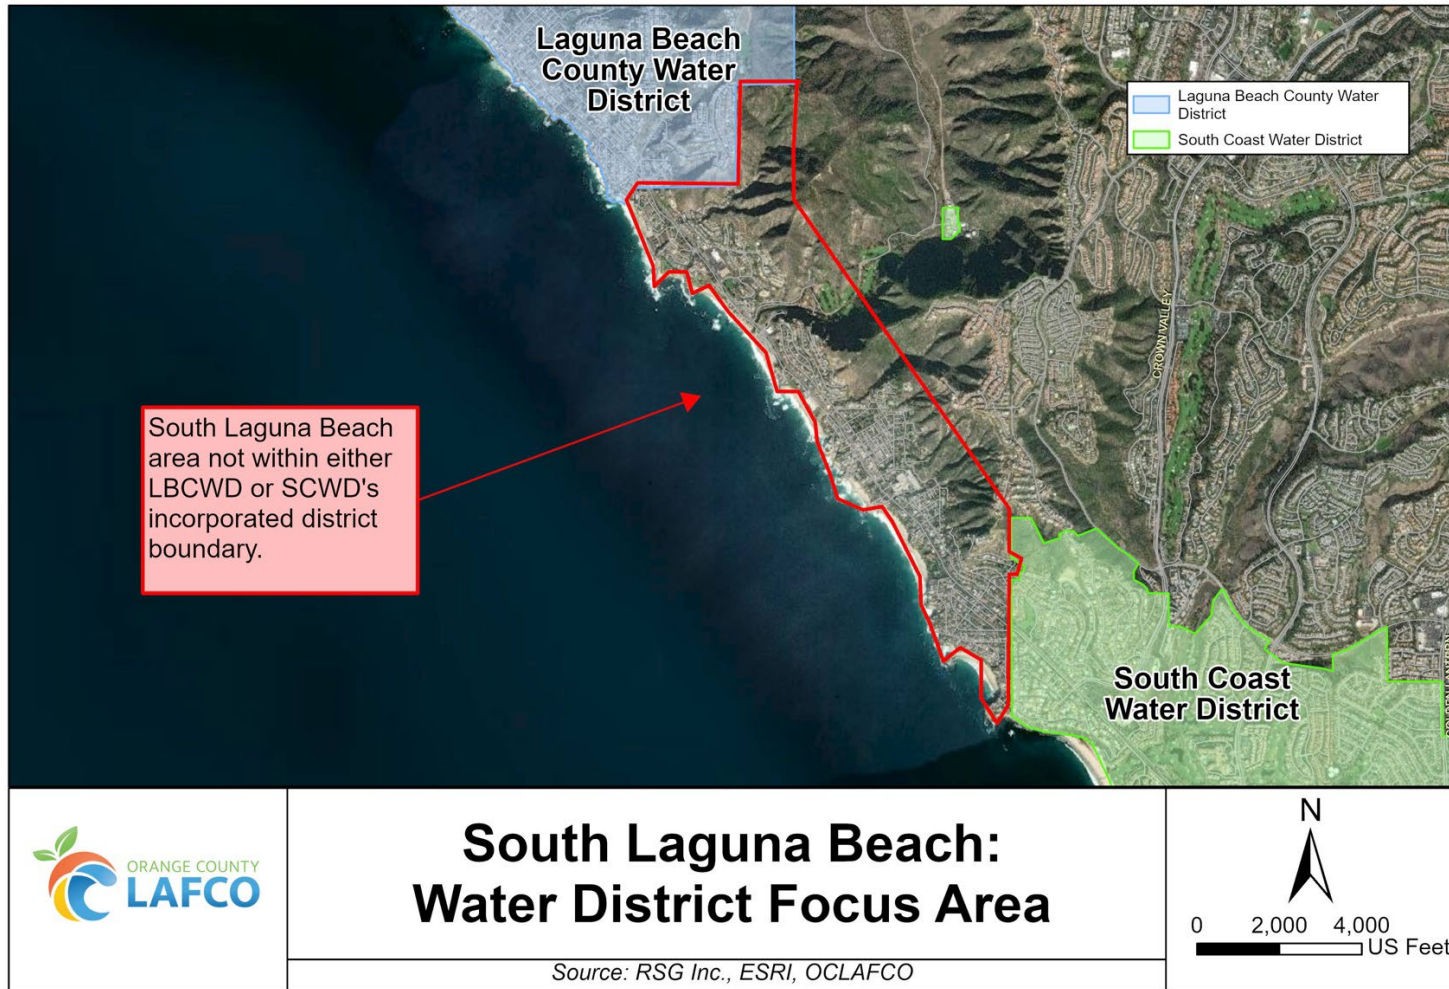 Laguna Beach
County Water
District
Laguna Beach County Water
District
South Coast Water District
CROWN VALLEY
South Laguna Beach
area not within either
LBCWD or SCWD's
incorporated district
boundary.
South Coast
Water District
ORANGE COUNTY
LAFCO
South Laguna Beach:
Water District Focus Area
Source: RSG Inc., ESRI, OCLAFCO
N
0 2,000 4,000
US Feet